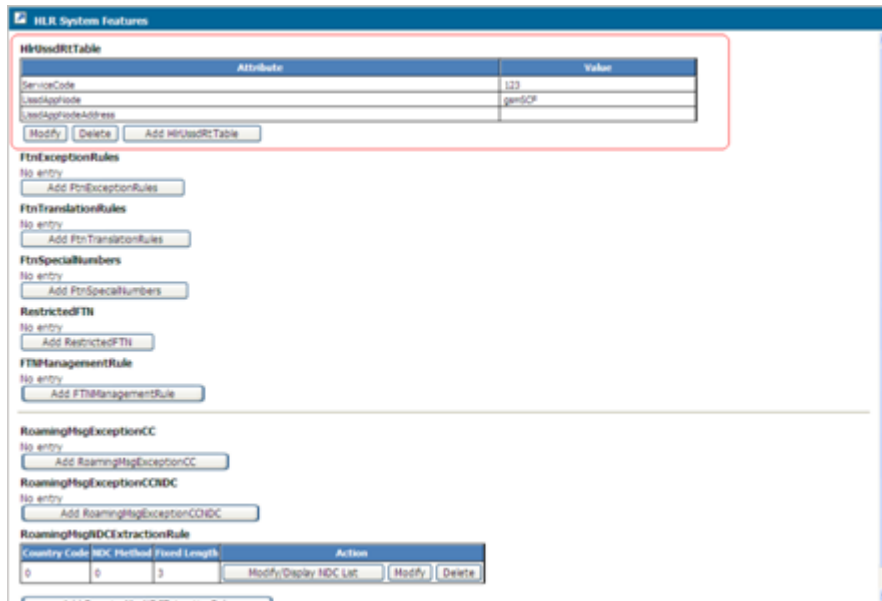 HLR System Features
HlrUssdRtTable
Attribute Value
ServiceCode 123
UssdAppNode gsmSCF
UssdAppNodeAddress
Modify Delete Add HlrUssdRtTable
FtnExceptionRules
No entry
Add FtnExceptionRules
FtnTranslationRules
No entry
Add FtnTranslationRules
FtnSpecialNumbers
No entry
Add FtnSpecialNumbers
RestrictedFTN
No entry
Add RestrictedFTN
FTNManagementRule
No entry
Add FTNManagementRule
RoamingMsgExceptionCC
No entry
Add RoamingMsgExceptionCC
RoamingMsgExceptionCCNDC
No entry
Add RoamingMsgExceptionCCNDC
RoamingMsgNDCExtractionRule
Country Code NDC Method Fixed Length Action
0 0 3 Modify/Display NDC List Modify Delete